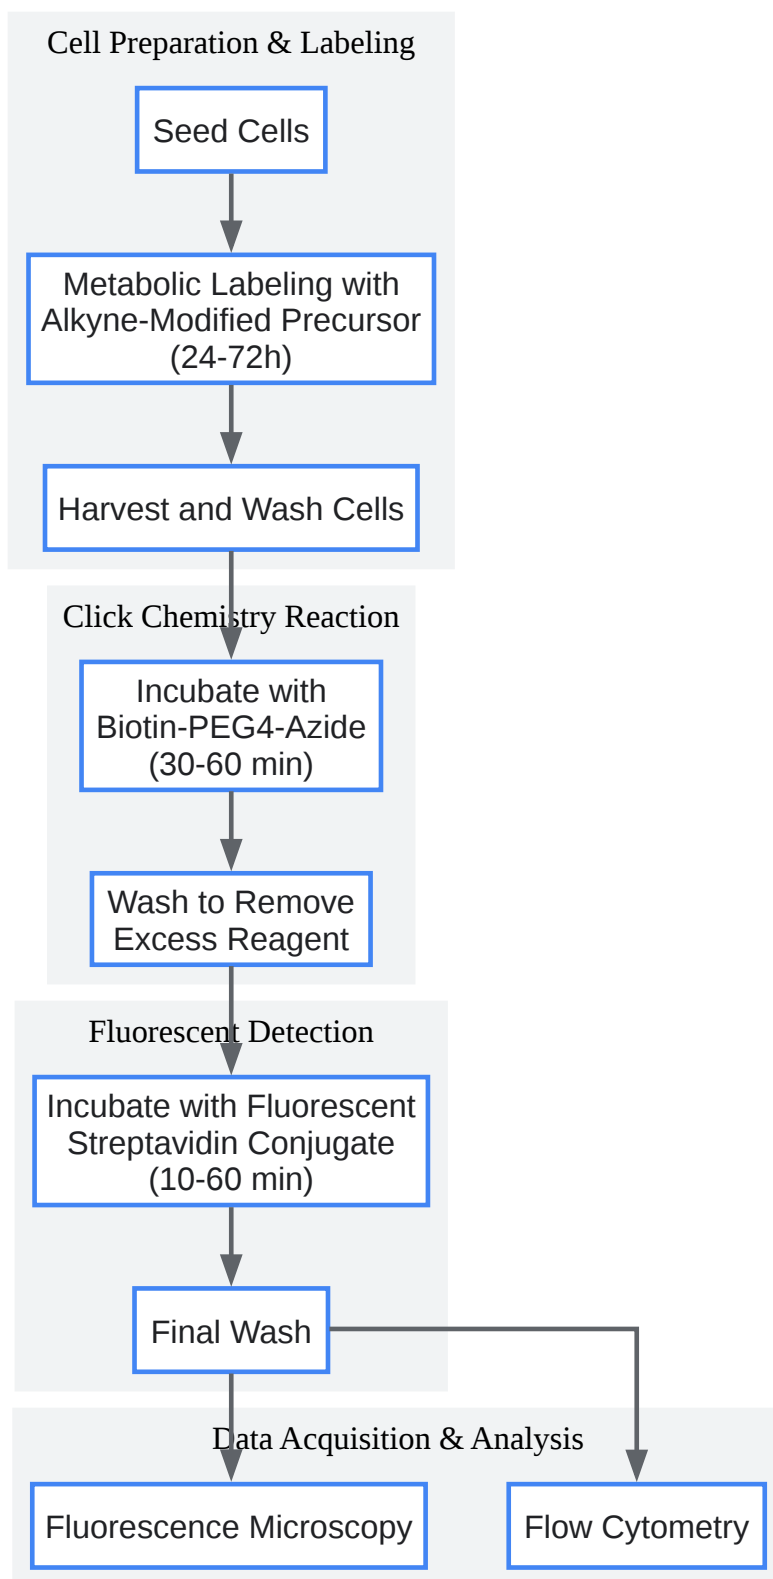 Cell Preparation & Labeling
Seed Cells
Metabolic Labeling with
Alkyne-Modified Precursor
(24-72h)
Harvest and Wash Cells
Click Chemistry Reaction
Incubate with
Biotin-PEG4-Azide
(30-60 min)
Wash to Remove
Excess Reagent
Fluorescent Detection
Incubate with Fluorescent
Streptavidin Conjugate
(10-60 min)
Final Wash
Data Acquisition & Analysis
Fluorescence Microscopy
Flow Cytometry